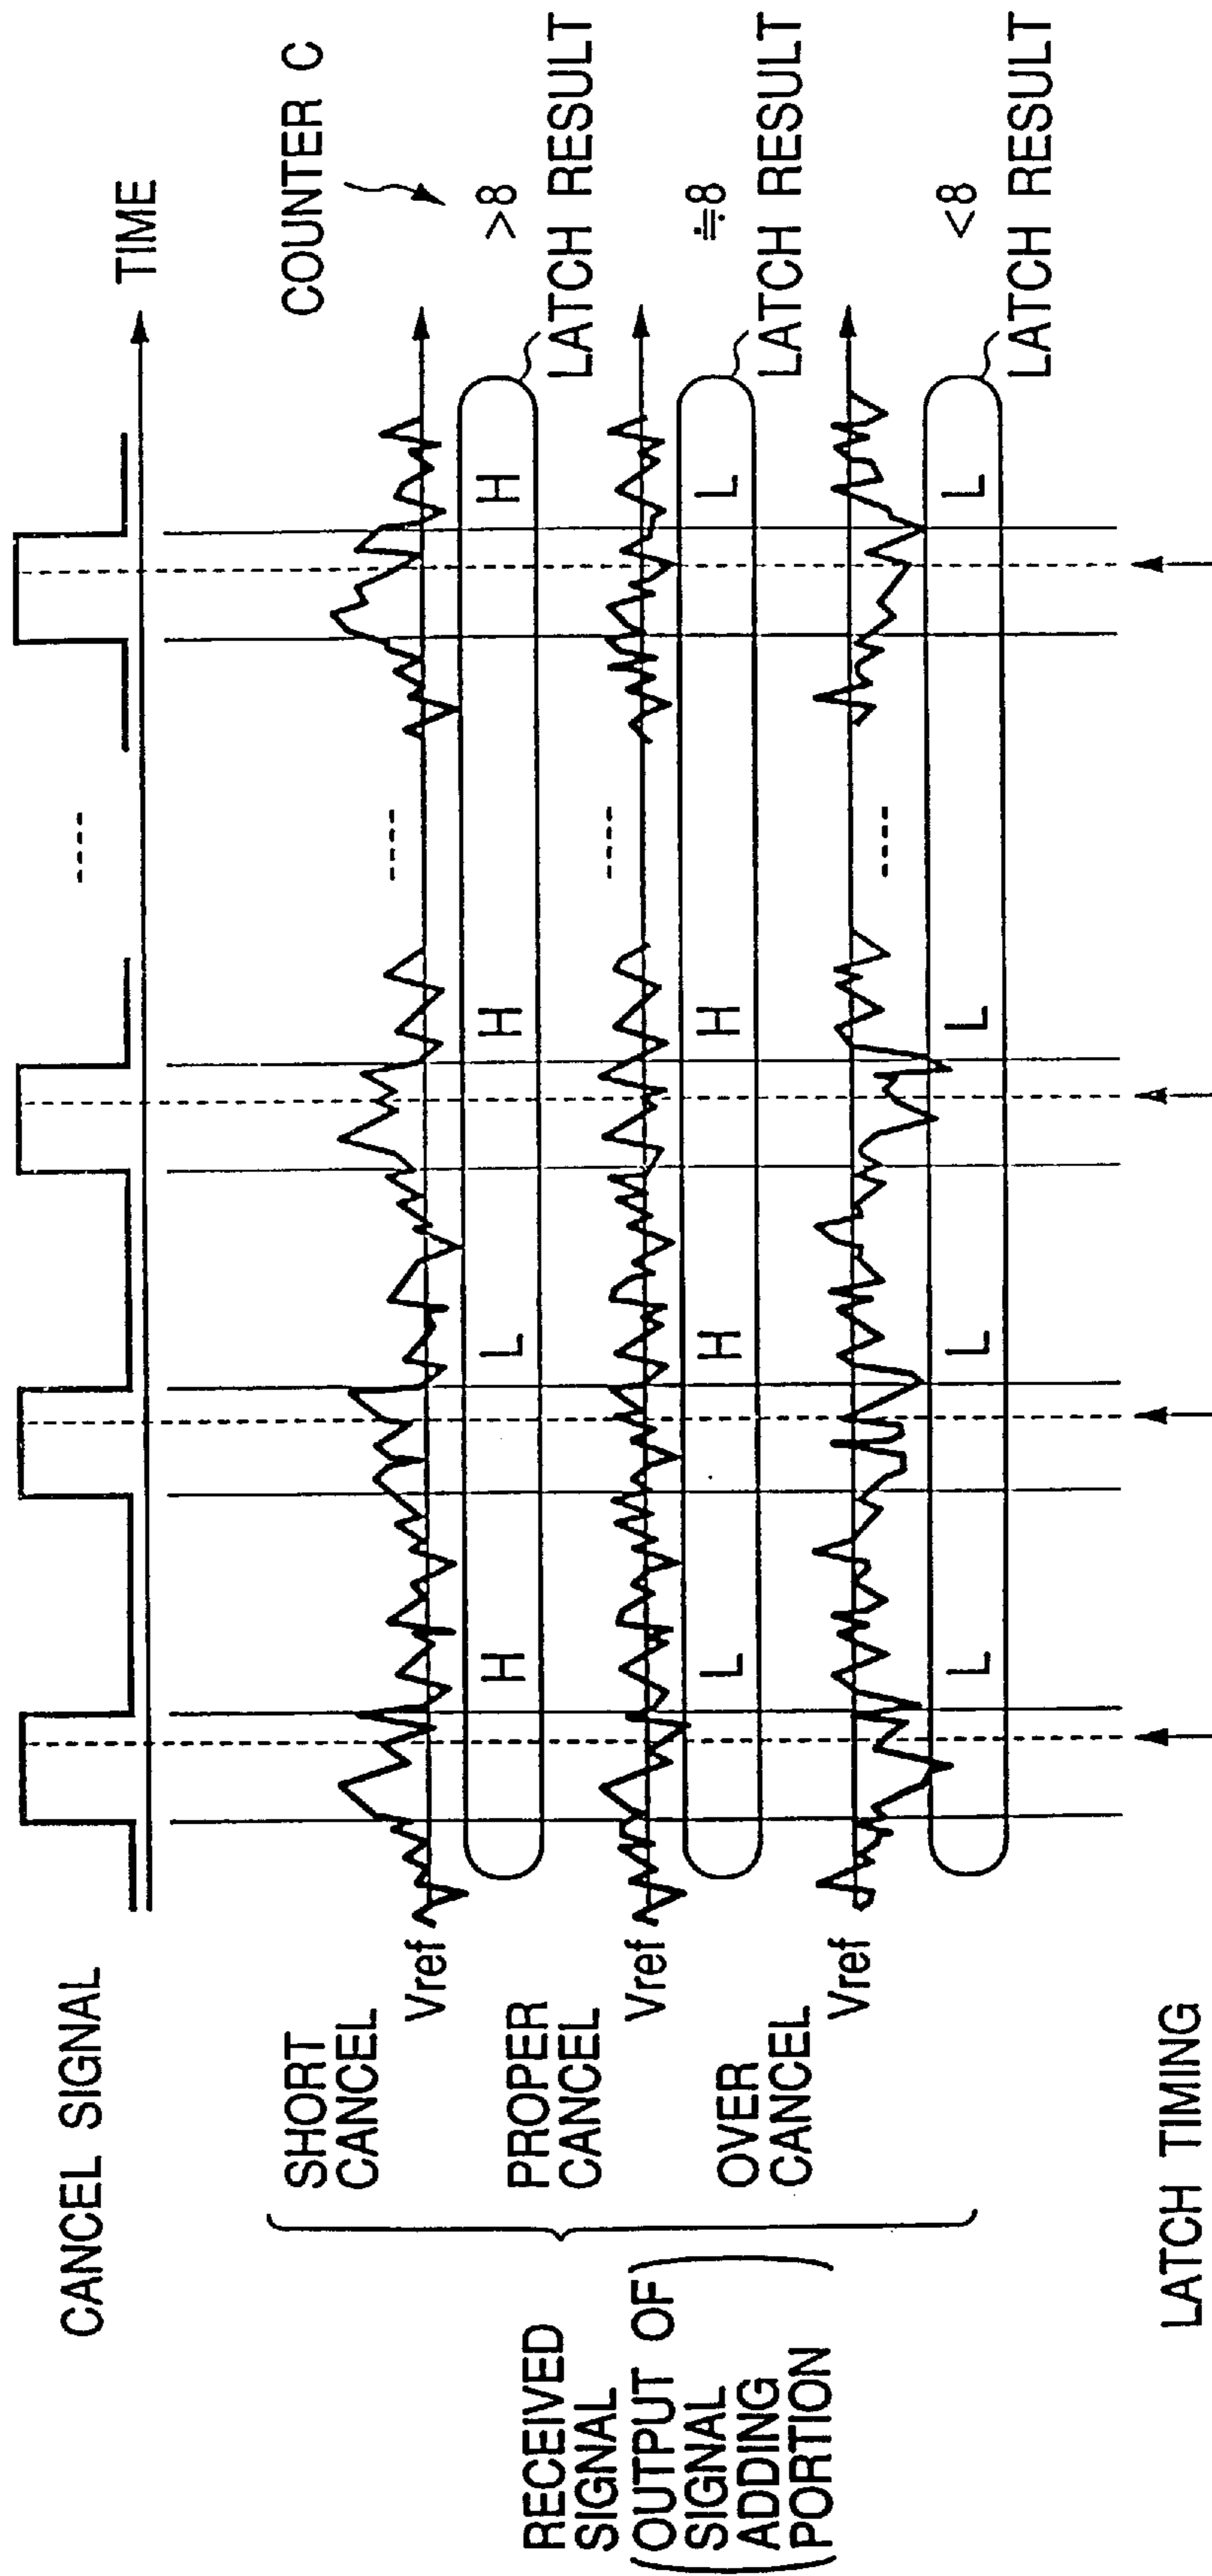 CANCEL SIGNAL
TIME
COUNTER C
RECEIVED
SIGNAL
OUTPUT OF
SIGNAL
ADDING
PORTION
SHORT
CANCEL
Vref
H
L
H
H
>8
LATCH RESULT
PROPER
CANCEL
Vref
L
H
H
L
≒8
LATCH RESULT
OVER
CANCEL
Vref
L
L
L
L
<8
LATCH RESULT
LATCH TIMING